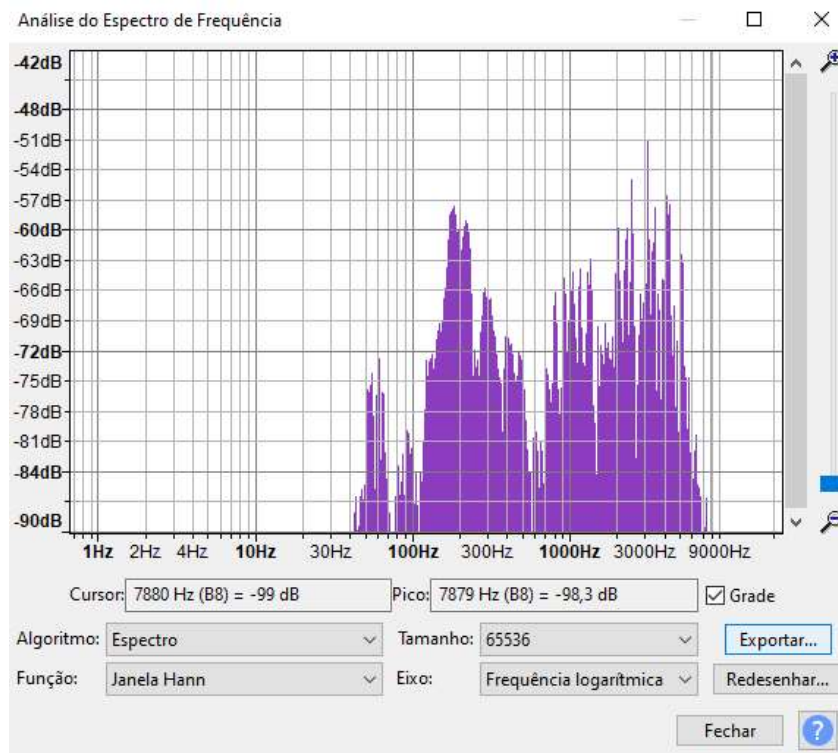 Análise do Espectro de Frequência
-42dB
-48dB
-51dB
-54dB
-57dB
-60dB
-63dB
-66dB
-69dB
-72dB
-75dB
-78dB
-81dB
-84dB
-90dB
1Hz 2Hz 4Hz 10Hz 30Hz 100Hz 300Hz 1000Hz 3000Hz 9000Hz
Cursor: 7880 Hz (B8) = -99 dB Pico: 7879 Hz (B8) = -98,3 dB Grade
Algoritmo: Espectro Tamanho: 65536 Exportar...
Função: Janela Hann Eixo: Frequência logarítmica Redesenhar...
Fechar ?